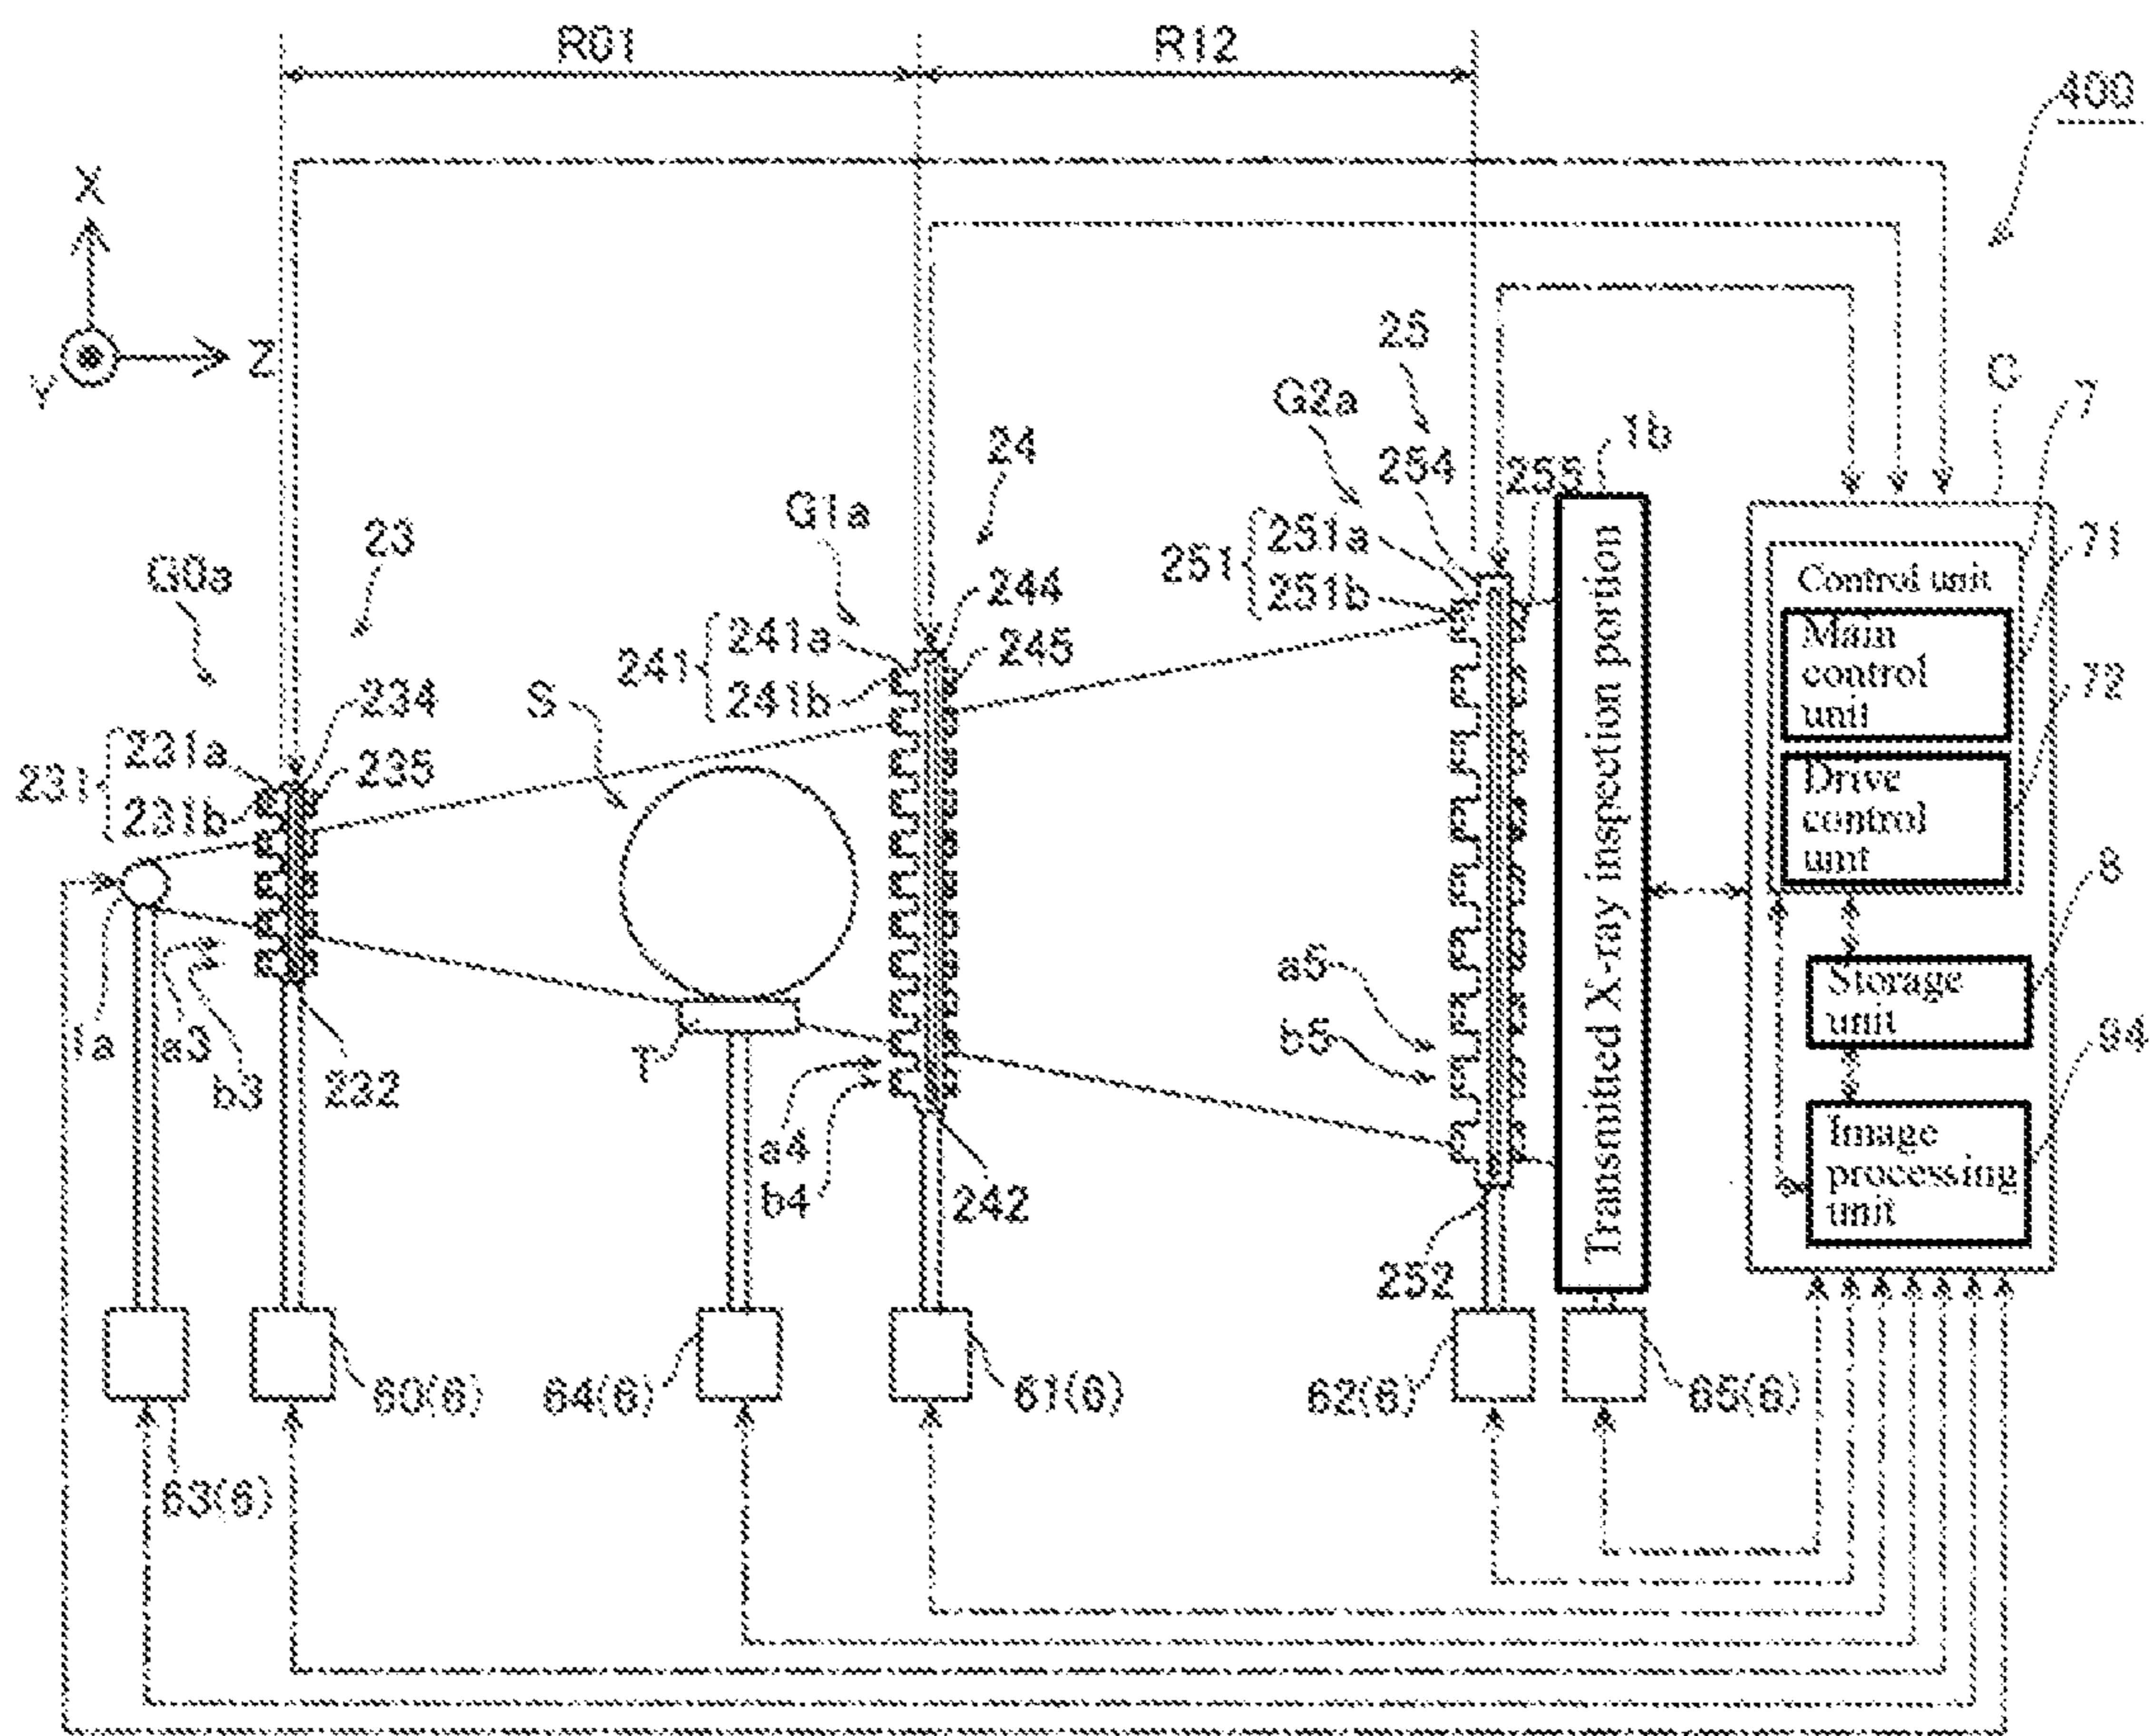 R01
R12
400
X
Y
Z
25
C
7
G2a
1b
24
254
255
G1a
251a
251
251b
23
71
G0a
244
Control unit
241a
245
241
241b
Main
control
unit
72
S
234
231a
235
231
231b
Drive
control
unit
Transmitted X-ray inspection portion
8
a5
b5
Storage
unit
1a
a3
b3
232
T
94
a4
b4
242
Image
processing
unit
252
60(6)
64(6)
61(6)
62(6)
65(6)
63(6)